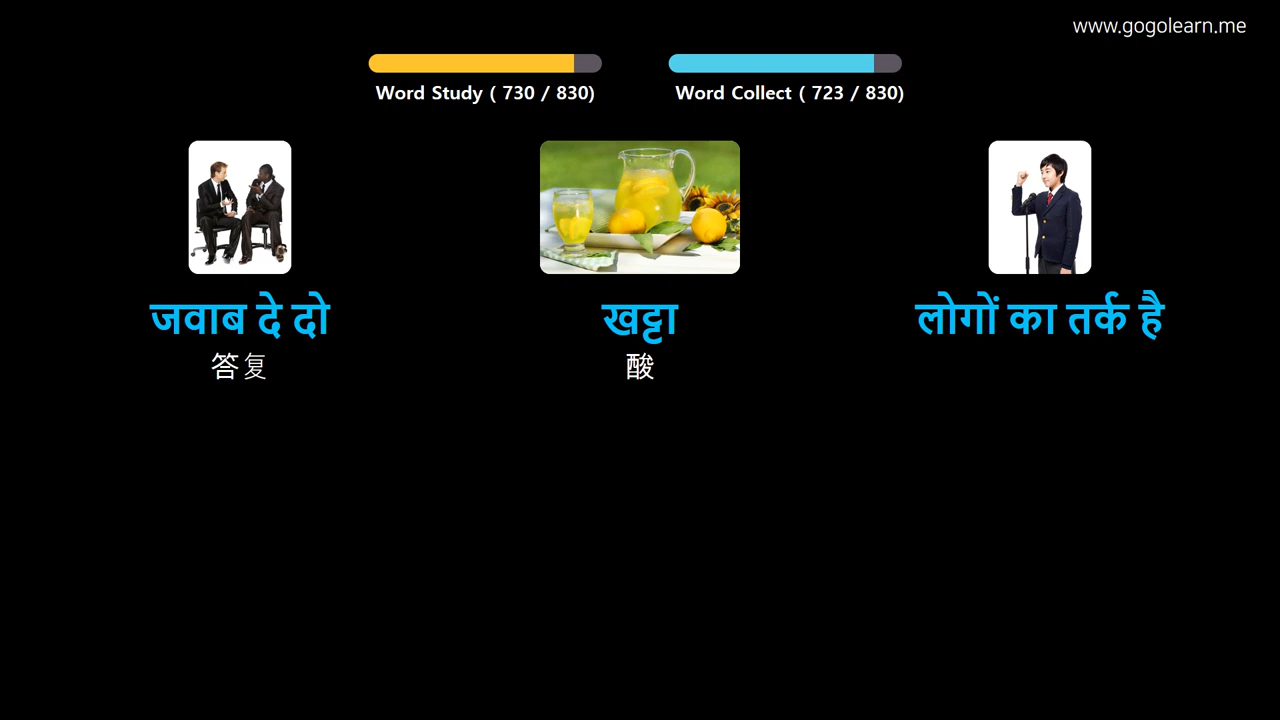 www.gogolearn.me
Word Study ( 730 / 830)
Word Collect ( 723 / 830)
जवाब दे दो
खट्टा
लोगों का तर्क है
答复
酸